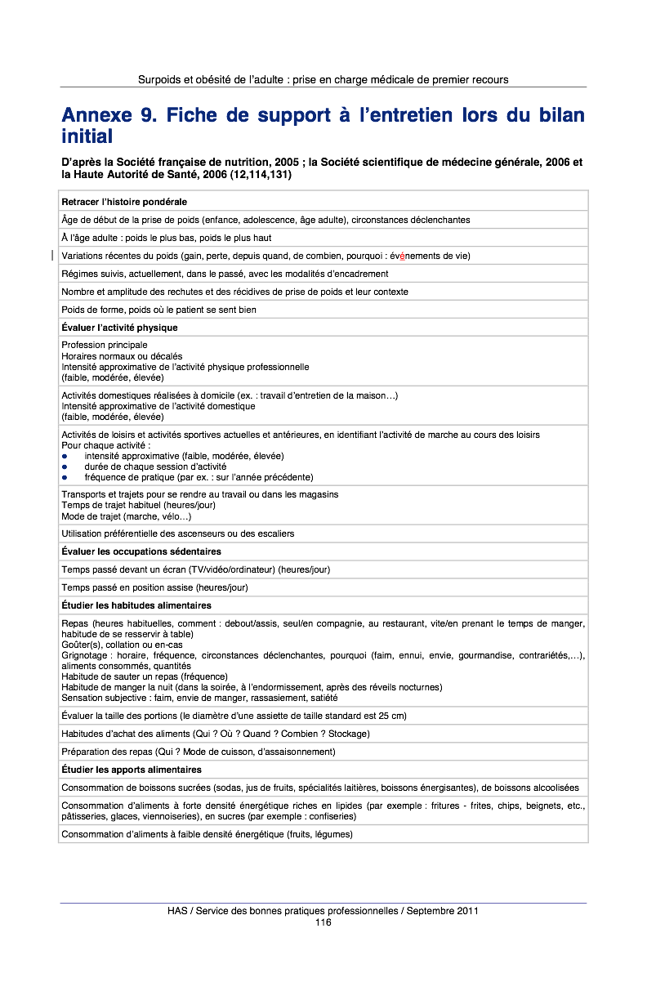 Surpoids et obésité de l’adulte : prise en charge médicale de premier recours
Annexe 9. Fiche de support à l’entretien lors du bilan
initial
D’après la Société française de nutrition, 2005 ; la Société scientifique de médecine générale, 2006 et
la Haute Autorité de Santé, 2006 (12,114,131)
Retracer l’histoire pondérale
Âge de début de la prise de poids (enfance, adolescence, âge adulte), circonstances déclenchantes
À l’âge adulte : poids le plus bas, poids le plus haut
Variations récentes du poids (gain, perte, depuis quand, de combien, pourquoi : événements de vie)
Régimes suivis, actuellement, dans le passé, avec les modalités d’encadrement
Nombre et amplitude des rechutes et des récidives de prise de poids et leur contexte
Poids de forme, poids où le patient se sent bien
Évaluer l’activité physique
Profession principale
Horaires normaux ou décalés
Intensité approximative de l’activité physique professionnelle
(faible, modérée, élevée)
Activités domestiques réalisées à domicile (ex. : travail d’entretien de la maison…)
Intensité approximative de l’activité domestique
(faible, modérée, élevée)
Activités de loisirs et activités sportives actuelles et antérieures, en identifiant l’activité de marche au cours des loisirs
Pour chaque activité :
● intensité approximative (faible, modérée, élevée)
● durée de chaque session d’activité
● fréquence de pratique (par ex. : sur l’année précédente)
Transports et trajets pour se rendre au travail ou dans les magasins
Temps de trajet habituel (heures/jour)
Mode de trajet (marche, vélo…)
Utilisation préférentielle des ascenseurs ou des escaliers
Évaluer les occupations sédentaires
Temps passé devant un écran (TV/vidéo/ordinateur) (heures/jour)
Temps passé en position assise (heures/jour)
Étudier les habitudes alimentaires
Repas (heures habituelles, comment : debout/assis, seul/en compagnie, au restaurant, vite/en prenant le temps de manger,
habitude de se resservir à table)
Goûter(s), collation ou en-cas
Grignotage : horaire, fréquence, circonstances déclenchantes, pourquoi (faim, ennui, envie, gourmandise, contrariétés,…),
aliments consommés, quantités
Habitude de sauter un repas (fréquence)
Habitude de manger la nuit (dans la soirée, à l’endormissement, après des réveils nocturnes)
Sensation subjective : faim, envie de manger, rassasiement, satiété
Évaluer la taille des portions (le diamètre d’une assiette de taille standard est 25 cm)
Habitudes d’achat des aliments (Qui ? Où ? Quand ? Combien ? Stockage)
Préparation des repas (Qui ? Mode de cuisson, d’assaisonnement)
Étudier les apports alimentaires
Consommation de boissons sucrées (sodas, jus de fruits, spécialités laitières, boissons énergisantes), de boissons alcoolisées
Consommation d’aliments à forte densité énergétique riches en lipides (par exemple : fritures - frites, chips, beignets, etc.,
pâtisseries, glaces, viennoiseries), en sucres (par exemple : confiseries)
Consommation d’aliments à faible densité énergétique (fruits, légumes)
HAS / Service des bonnes pratiques professionnelles / Septembre 2011
116